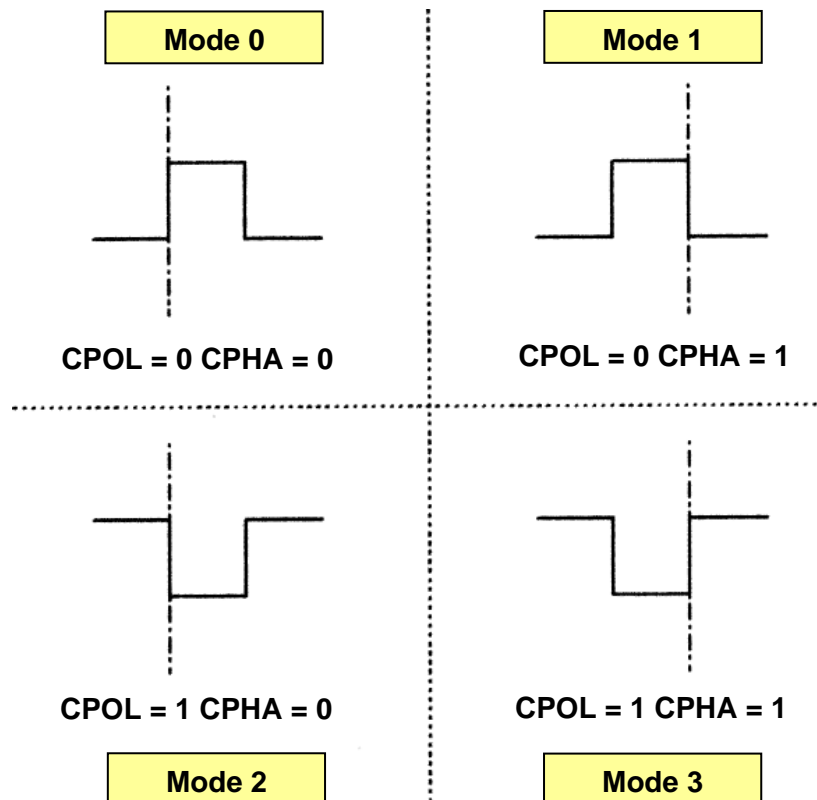 Mode 0
Mode 1
CPOL = 0 CPHA = 0
CPOL = 0 CPHA = 1
CPOL = 1 CPHA = 0
CPOL = 1 CPHA = 1
Mode 2
Mode 3